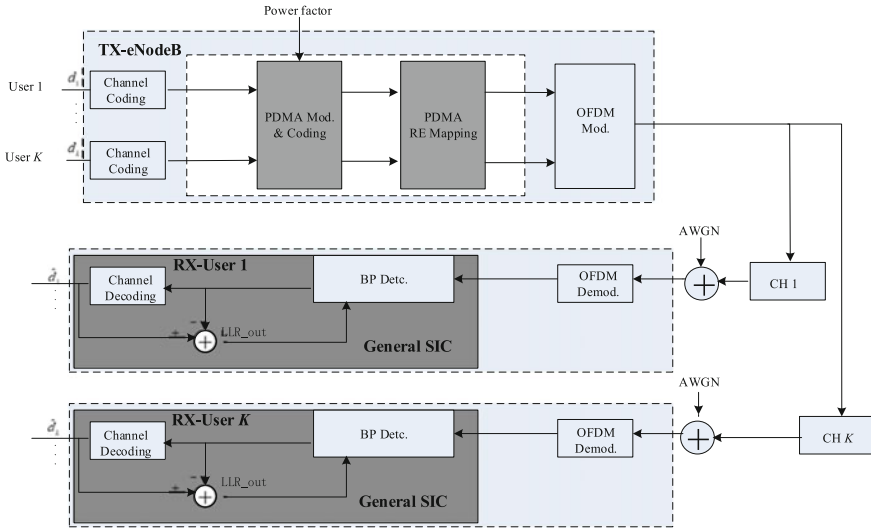 Power factor
TX-eNodeB
User 1
Channel
Coding
PDMA Mod.
& Coding
PDMA
RE Mapping
OFDM
Mod.
User K
Channel
Coding
AWGN
RX-User 1
Channel
Decoding
BP Detc.
OFDM
Demod.
+
CH 1
− 
+
+
LLR_out
General SIC
AWGN
RX-User K
Channel
Decoding
BP Detc.
OFDM
Demod.
+
CH K
−
+
+
LLR_out
General SIC